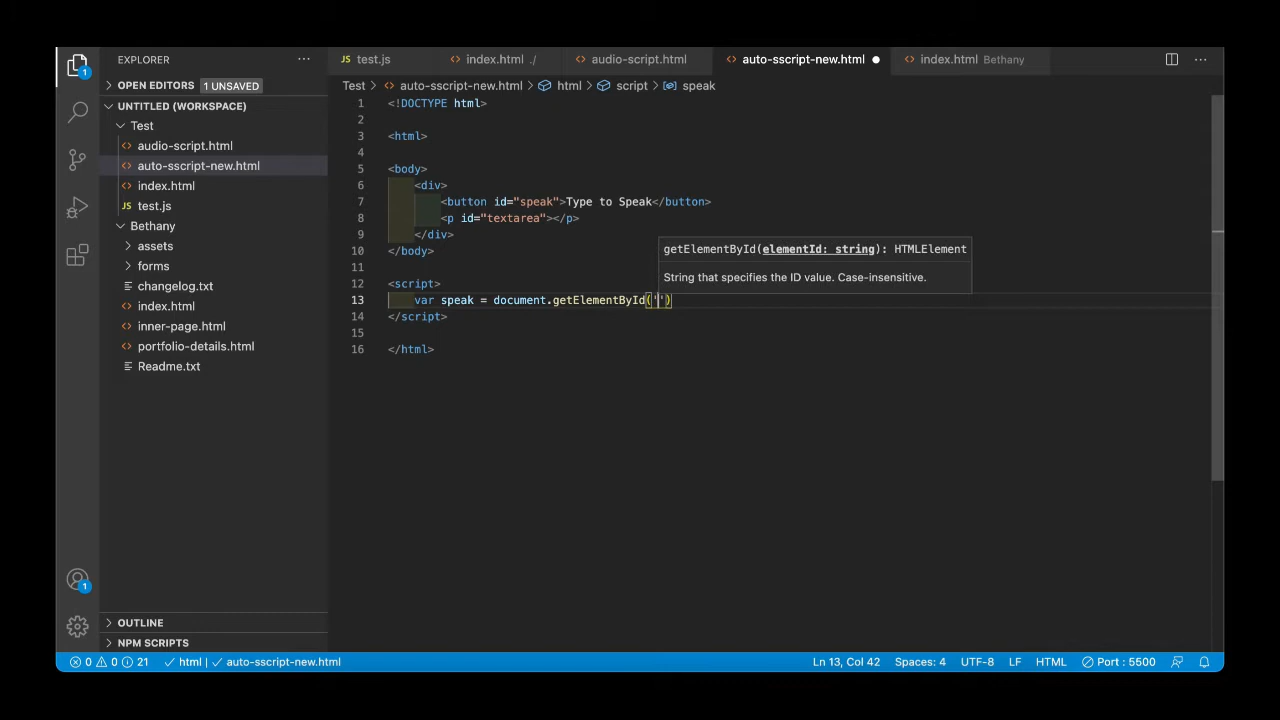 EXPLORER ···
OPEN EDITORS 1 UNSAVED
UNTITLED (WORKSPACE)
Test
audio-script.html
auto-sscript-new.html
index.html
JS test.js
Bethany
assets
forms
changelog.txt
index.html
inner-page.html
portfolio-details.html
Readme.txt
OUTLINE
NPM SCRIPTS
1
1
JS test.js index.html ./ audio-script.html auto-sscript-new.html ● index.html Bethany ···
Test > auto-sscript-new.html > html > script > speak
1 <!DOCTYPE html>
2
3 <html>
4
5 <body>
6 <div>
7 <button id="speak">Type to Speak</button>
8 <p id="textarea"></p>
9 </div>
10 </body>
11
12 <script>
13 var speak = document.getElementById('')
14 </script>
15
16 </html>
getElementById(elementId: string): HTMLElement
String that specifies the ID value. Case-insensitive.
0 0 21 html | auto-sscript-new.html Ln 13, Col 42 Spaces: 4 UTF-8 LF HTML Port : 5500